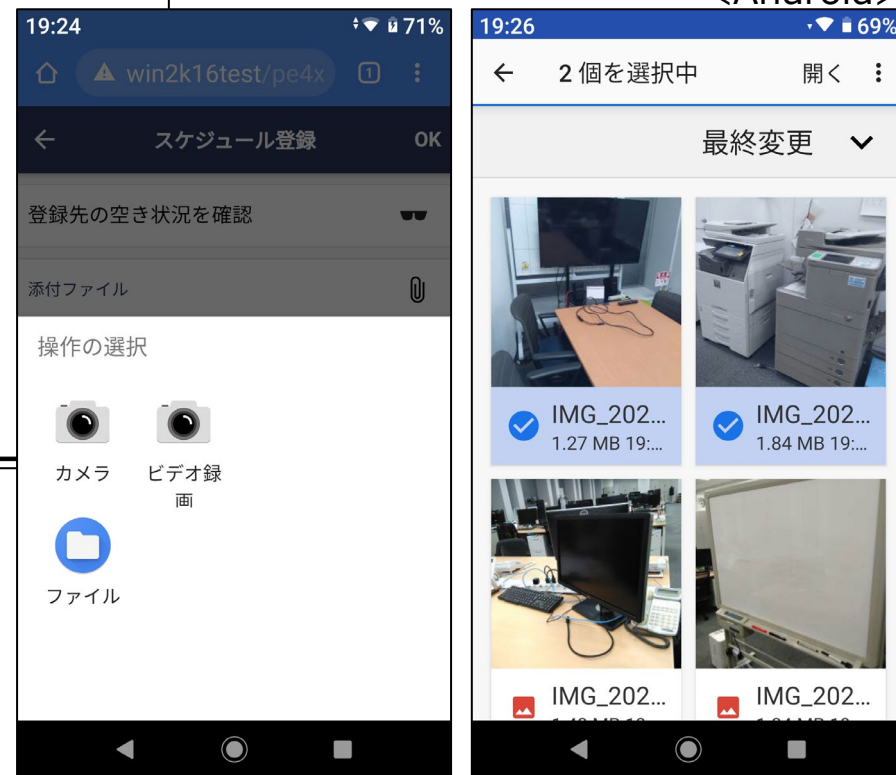 <Android>
19:24
71%
win2k16test/pe4x
1
スケジュール登録
OK
登録先の空き状況を確認
添付ファイル
操作の選択
カメラ
ビデオ録
画
ファイル
19:26
69%
2 個を選択中
開く
最終変更
IMG_202...
1.27 MB 19:...
IMG_202...
1.84 MB 19:...
IMG_202...
IMG_202...